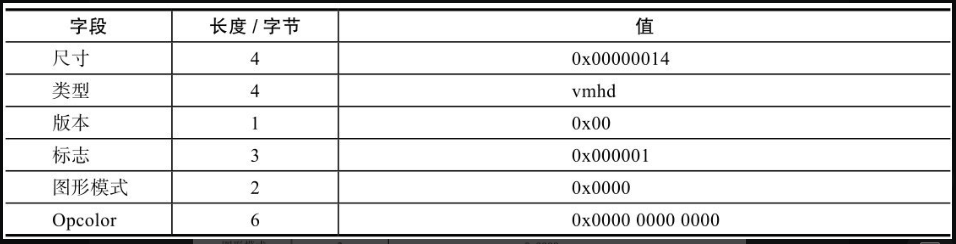 字段 长度 / 字节 值
尺寸 4 0x00000014
类型 4 vmhd
版本 1 0x00
标志 3 0x000001
图形模式 2 0x0000
Opcolor 6 0x0000 0000 0000